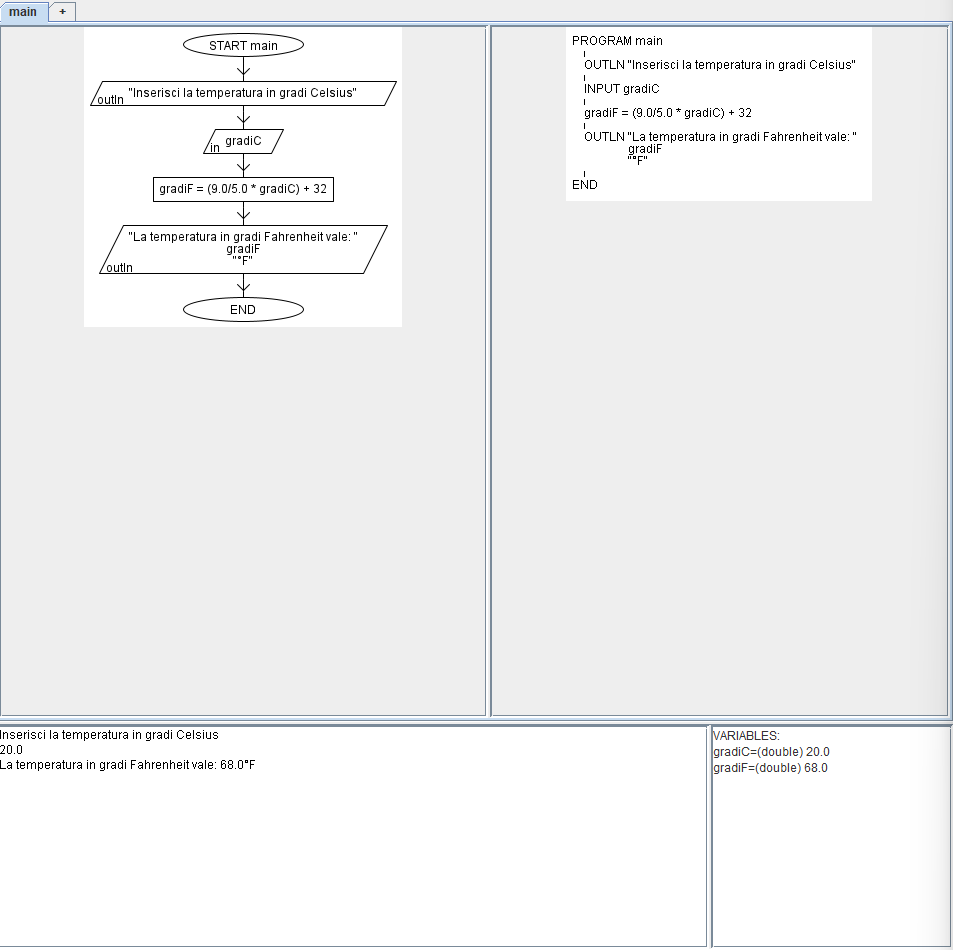 main
+
START main
"Inserisci la temperatura in gradi Celsius"
outln
gradiC
in
gradiF = (9.0/5.0 * gradiC) + 32
"La temperatura in gradi Fahrenheit vale: "
gradiF
"°F"
outln
END
PROGRAM main
OUTLN "Inserisci la temperatura in gradi Celsius"
INPUT gradiC
gradiF = (9.0/5.0 * gradiC) + 32
OUTLN "La temperatura in gradi Fahrenheit vale: "
gradiF
"°F"
END
Inserisci la temperatura in gradi Celsius
20.0
La temperatura in gradi Fahrenheit vale: 68.0°F
VARIABLES:
gradiC=(double) 20.0
gradiF=(double) 68.0